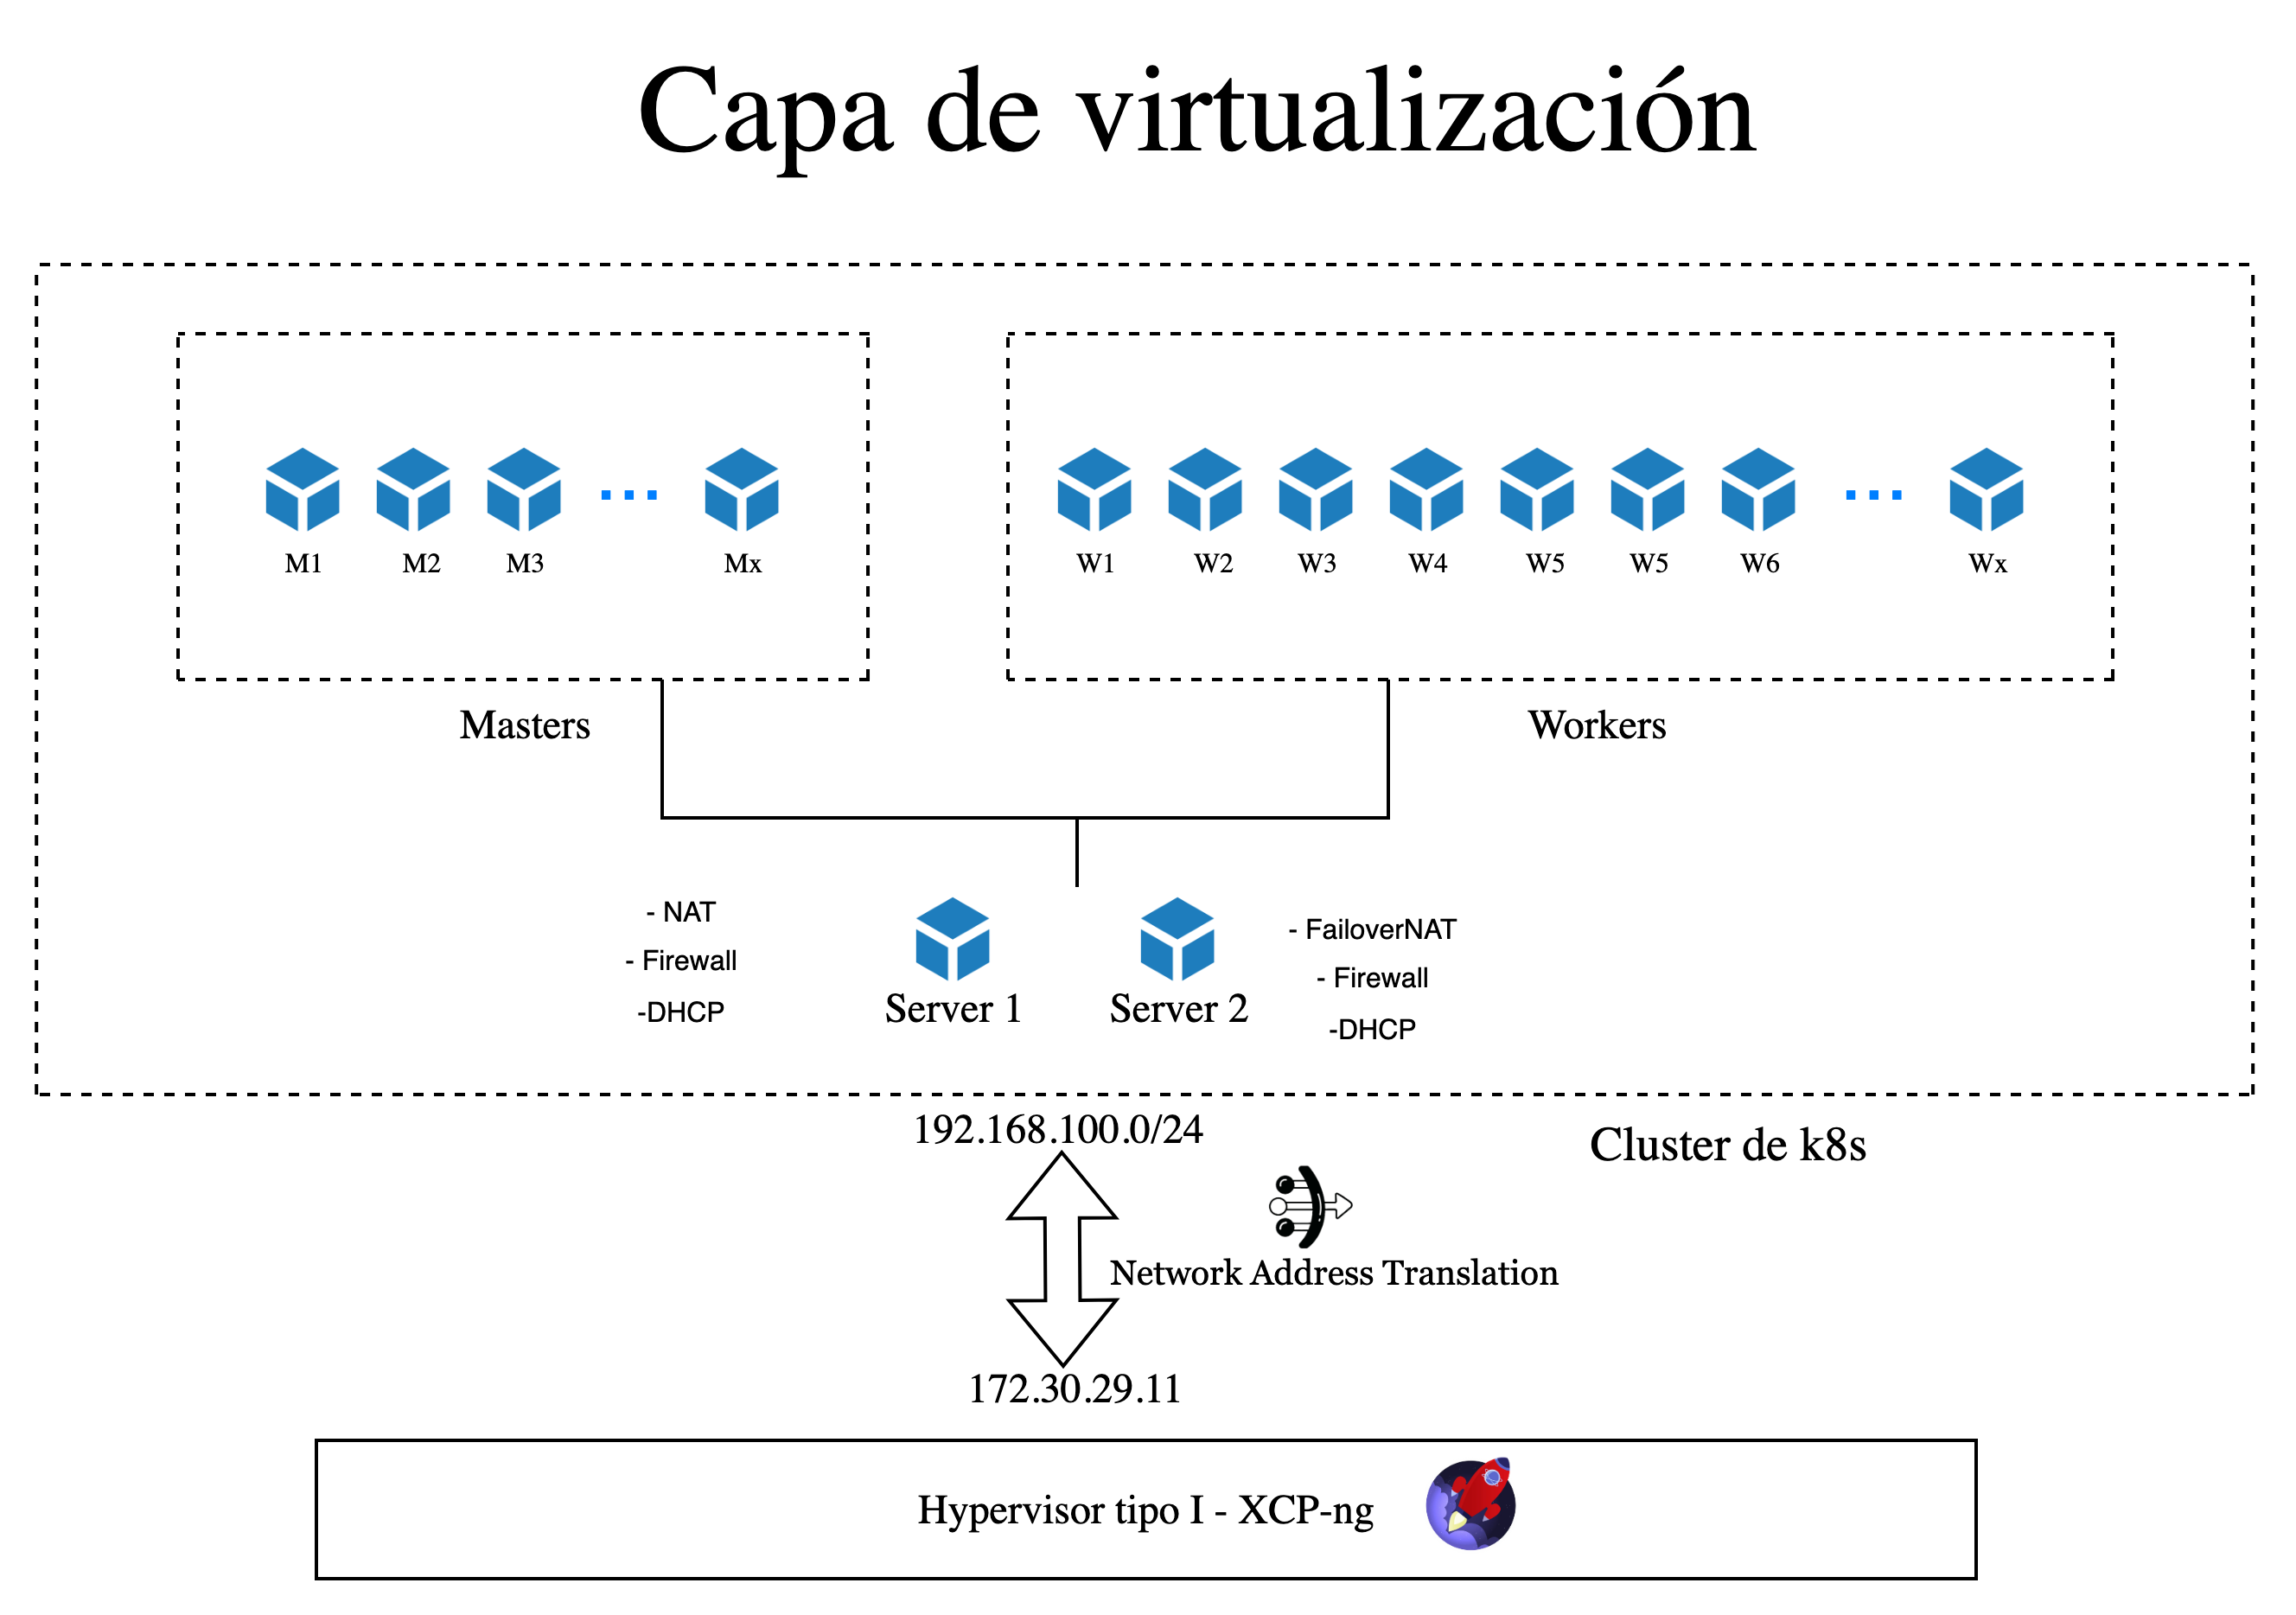 Capa de virtualización
M1 M2 M3 Mx
W1 W2 W3 W4 W5 W5 W6 Wx
Masters
Workers
- NAT
- Firewall
-DHCP
Server 1
Server 2
- FailoverNAT
- Firewall
-DHCP
192.168.100.0/24
Cluster de k8s
Network Address Translation
172.30.29.11
Hypervisor tipo I - XCP-ng